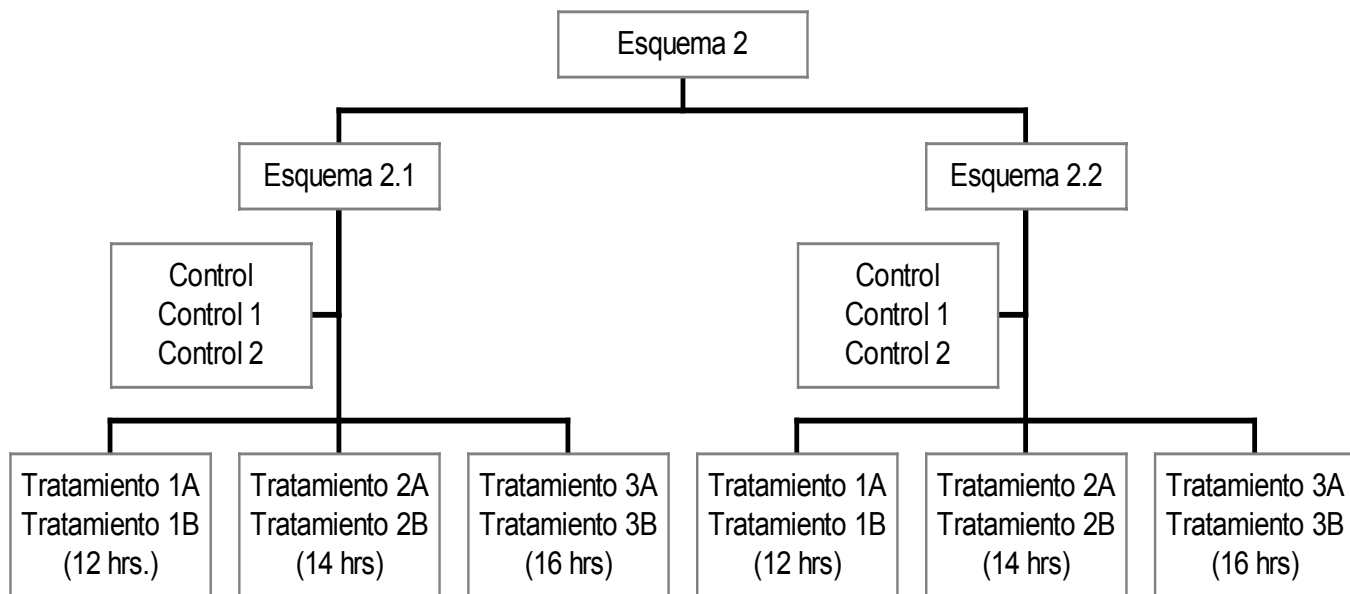 Esquema 2
Esquema 2.1
Esquema 2.2
Control
Control 1
Control 2
Control
Control 1
Control 2
Tratamiento 1A
Tratamiento 1B
(12 hrs.)
Tratamiento 2A
Tratamiento 2B
(14 hrs)
Tratamiento 3A
Tratamiento 3B
(16 hrs)
Tratamiento 1A
Tratamiento 1B
(12 hrs)
Tratamiento 2A
Tratamiento 2B
(14 hrs)
Tratamiento 3A
Tratamiento 3B
(16 hrs)